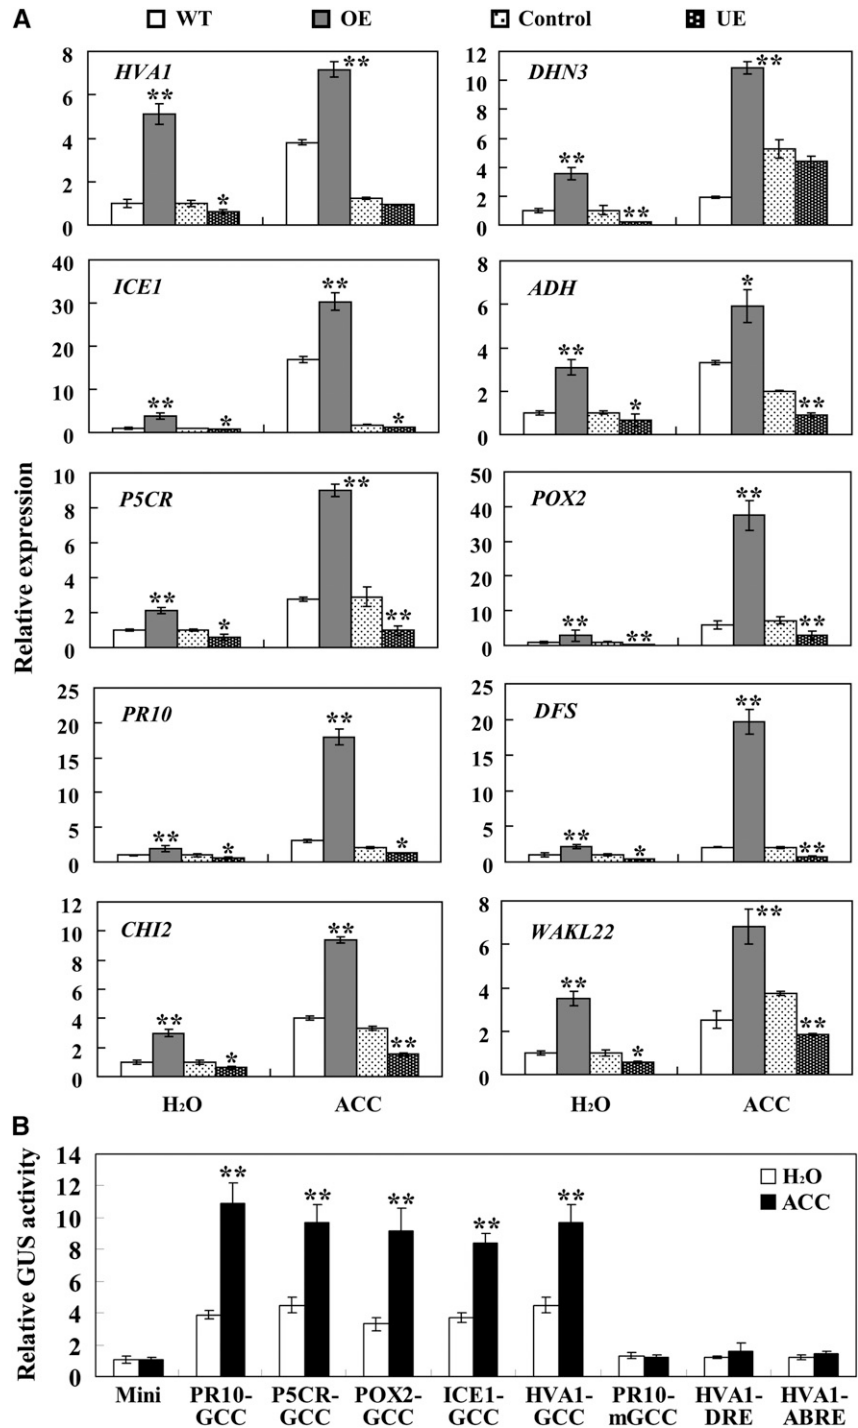 A
WT OE Control UE
Relative expression
HVA1
8
6
4
2
0
** * **
DHN3
12
10
8
6
4
2
0
** ** **
ICE1
40
30
20
10
0
** * ** *
ADH
8
6
4
2
0
** * * **
P5CR
10
8
6
4
2
0
** * ** **
POX2
50
40
30
20
10
0
** ** ** **
PR10
25
20
15
10
5
0
** * ** *
DFS
25
20
15
10
5
0
** * ** **
CHI2
12
10
8
6
4
2
0
** * ** **
H₂O ACC
WAKL22
8
6
4
2
0
** * ** **
H₂O ACC
B
Relative GUS activity
14
12
10
8
6
4
2
0
** ** ** ** **
H₂O
ACC
Mini PR10- P5CR- POX2- ICE1- HVA1- PR10- HVA1- HVA1-
GCC GCC GCC GCC GCC mGCC DRE ABRE